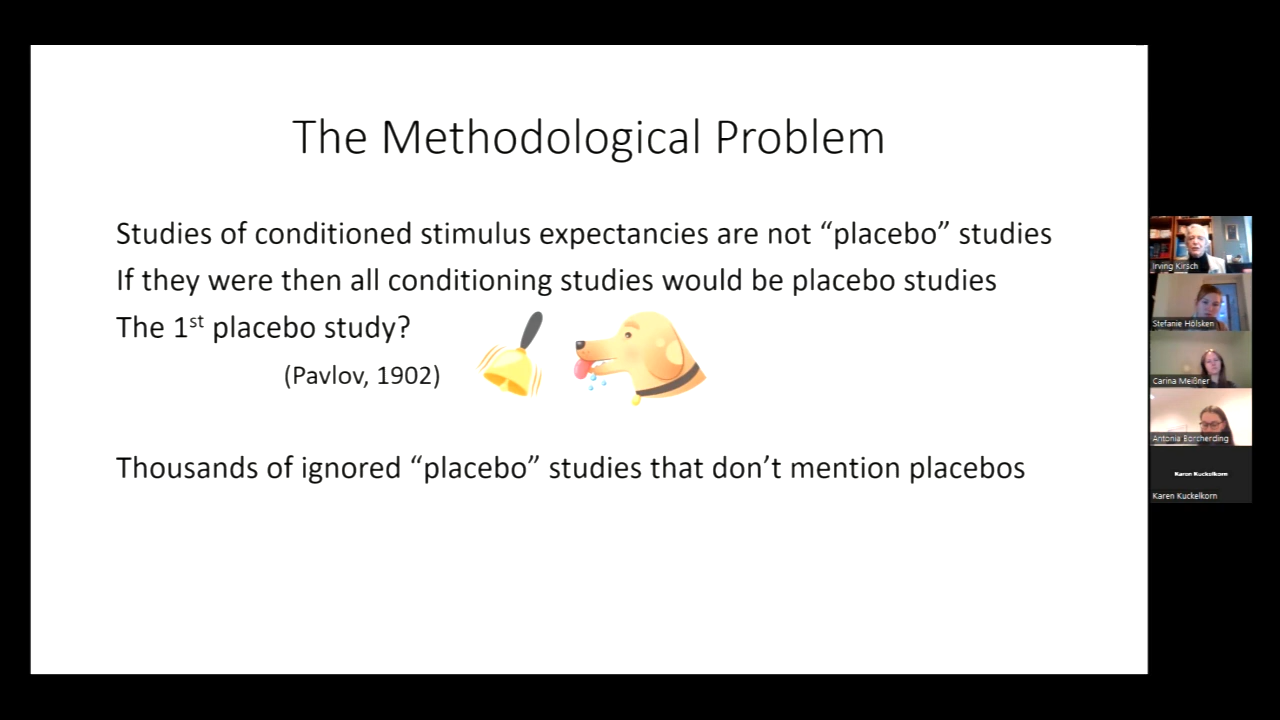 The Methodological Problem
Studies of conditioned stimulus expectancies are not “placebo” studies
If they were then all conditioning studies would be placebo studies
The 1st placebo study?
(Pavlov, 1902)
Thousands of ignored “placebo” studies that don’t mention placebos
Irving Kirsch
Stefanie Hölsken
Carina Meißner
Antonia Borcherding
Karen Kuckelkorn
Karen Kuckelkorn